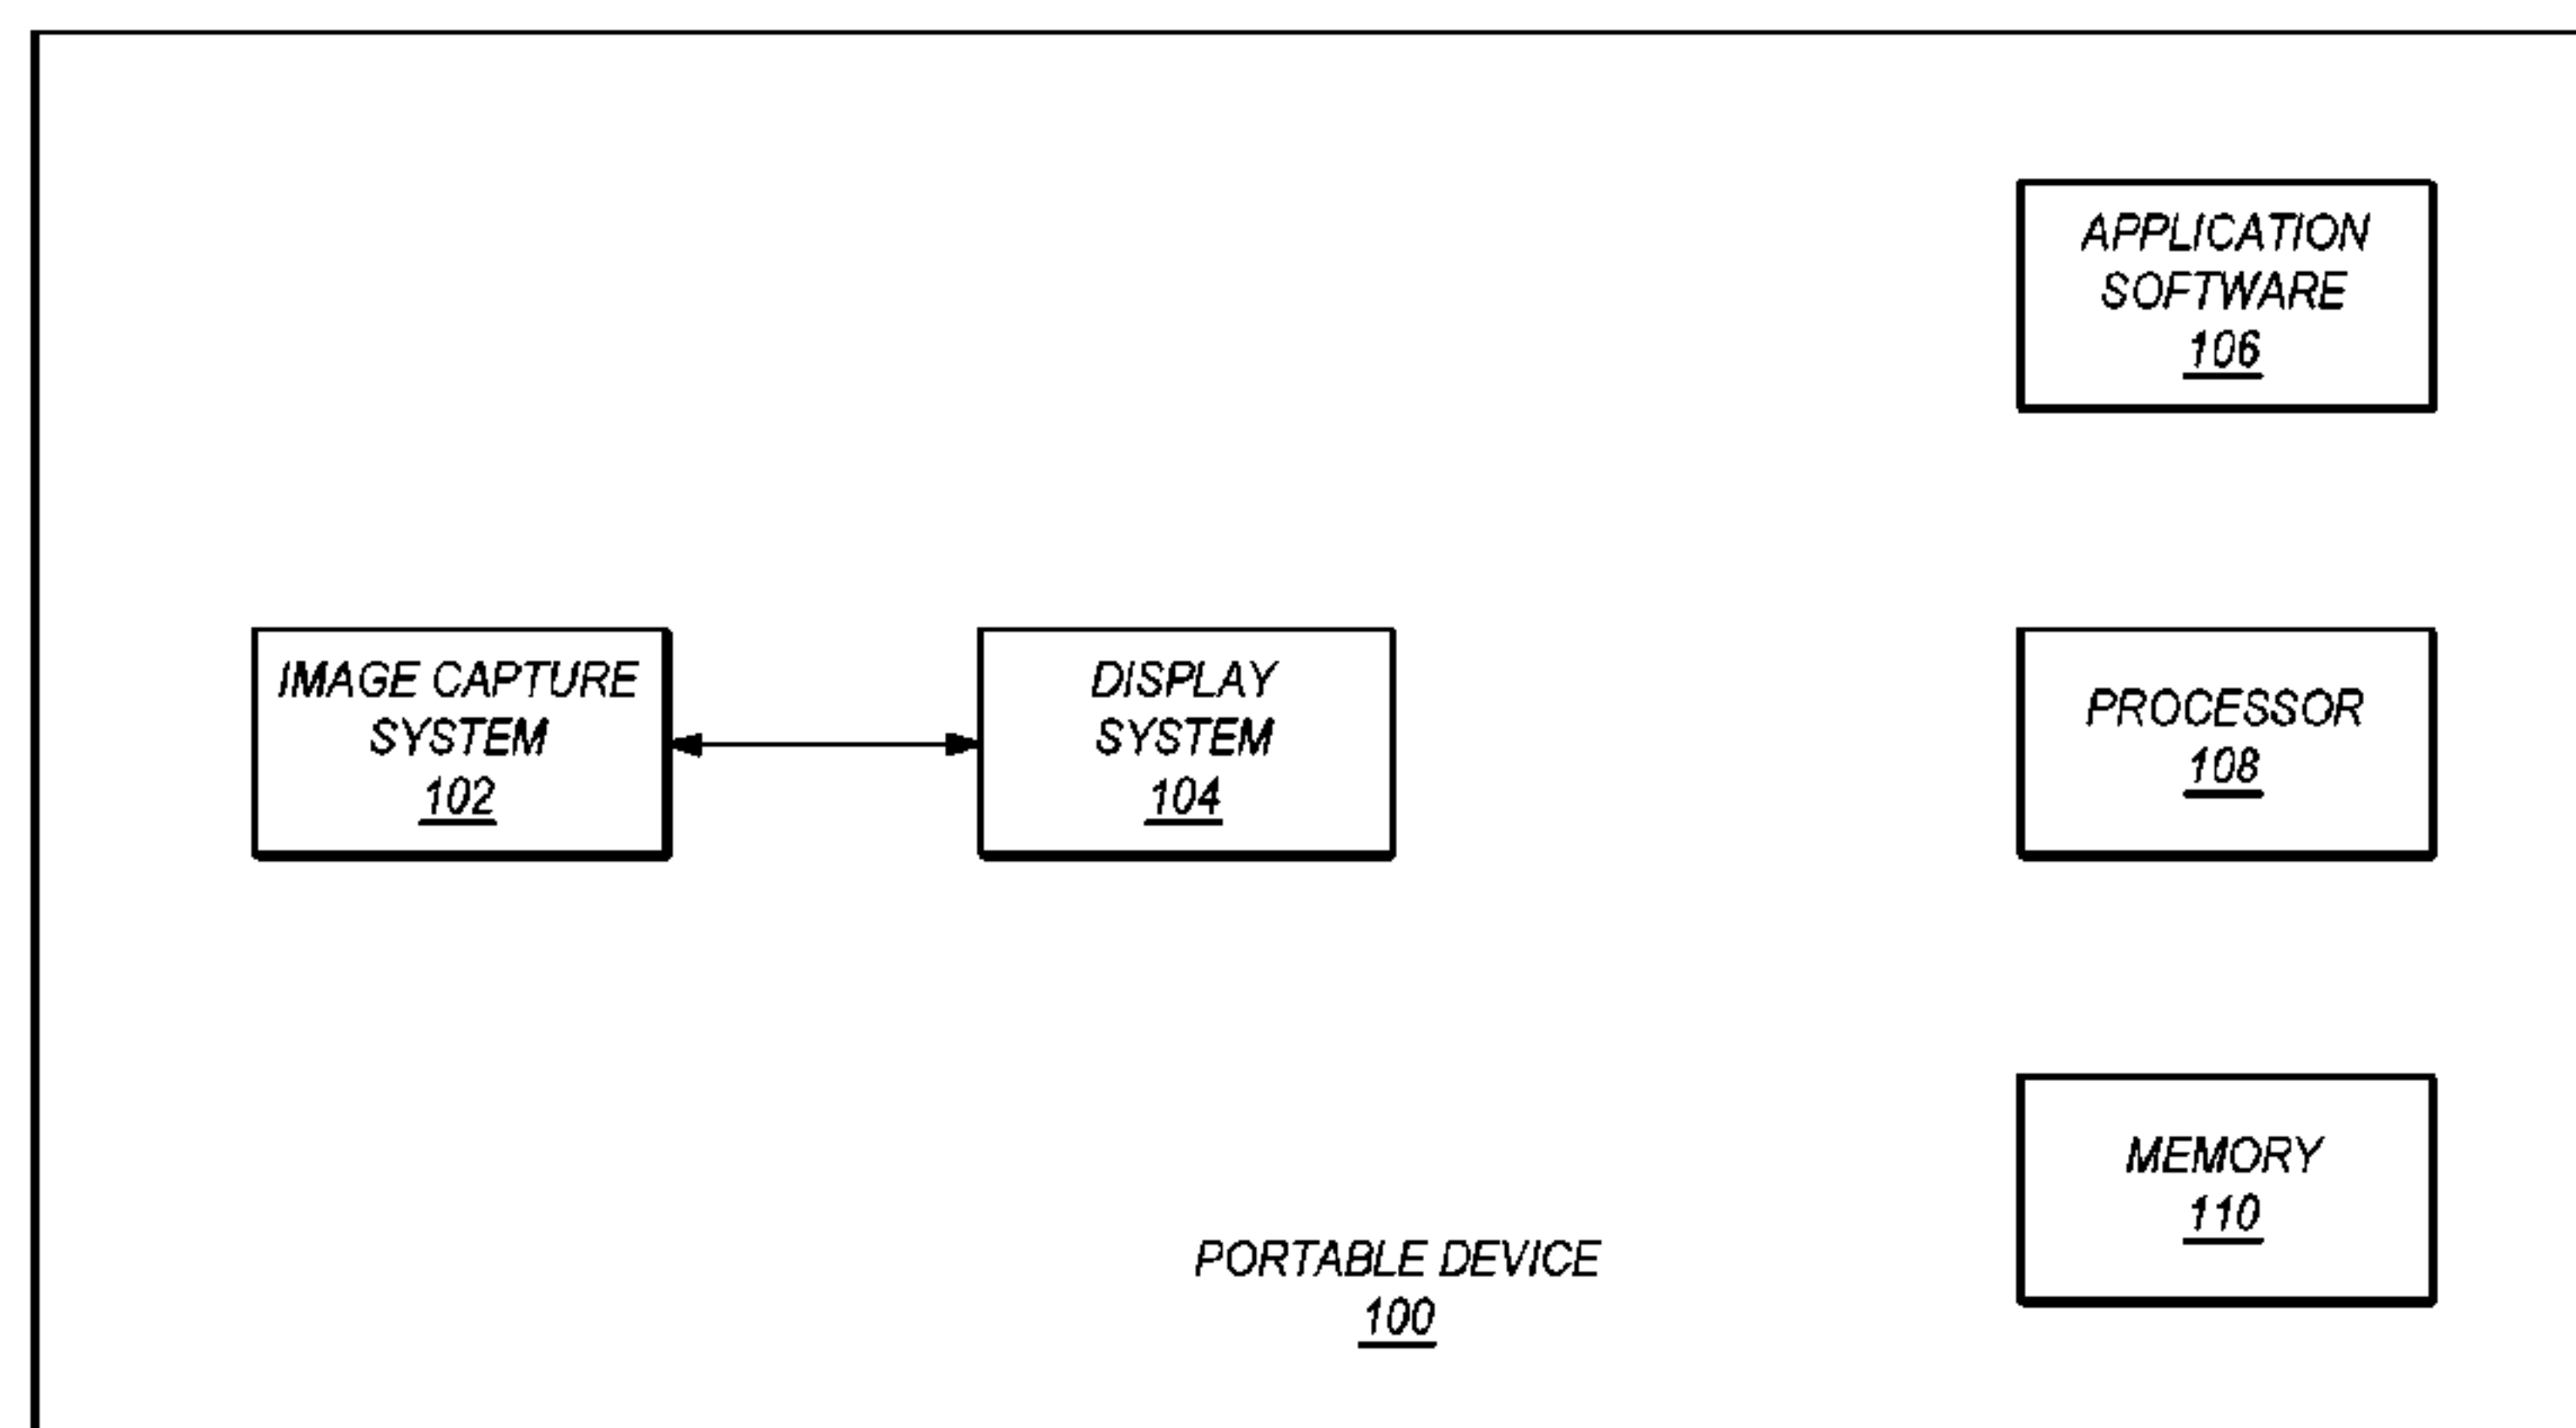 APPLICATION
SOFTWARE
106
IMAGE CAPTURE
SYSTEM
102
DISPLAY
SYSTEM
104
PROCESSOR
108
MEMORY
110
PORTABLE DEVICE
100